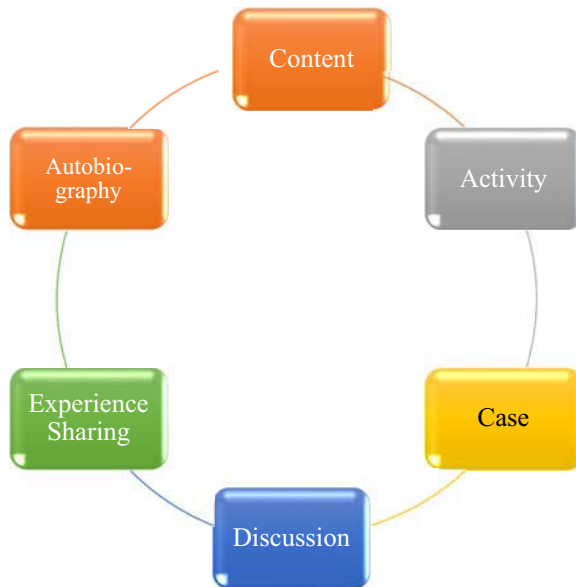 Content
Activity
Case
Discussion
Experience
Sharing
Autobio-
graphy